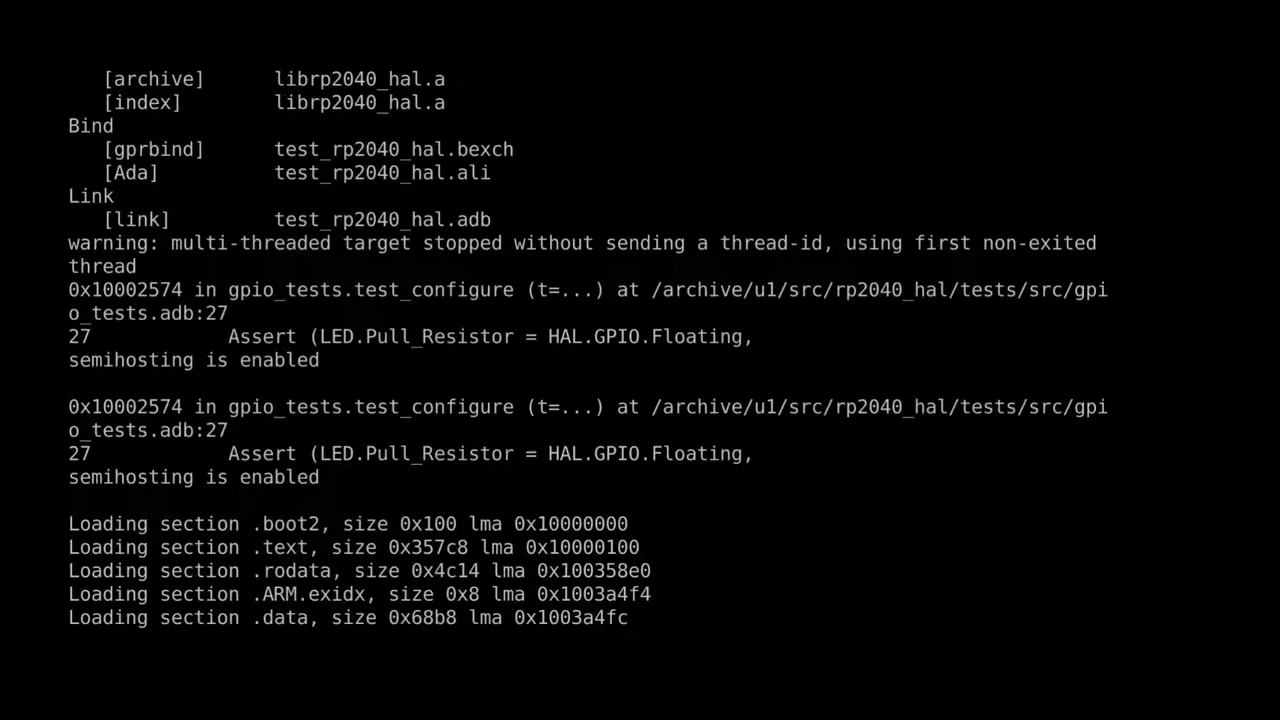 [archive] librp2040_hal.a
[index] librp2040_hal.a
Bind
[gprbind] test_rp2040_hal.bexch
[Ada] test_rp2040_hal.ali
Link
[link] test_rp2040_hal.adb
warning: multi-threaded target stopped without sending a thread-id, using first non-exited
thread
0x10002574 in gpio_tests.test_configure (t=...) at /archive/u1/src/rp2040_hal/tests/src/gpi
o_tests.adb:27
27 Assert (LED.Pull_Resistor = HAL.GPIO.Floating,
semihosting is enabled
0x10002574 in gpio_tests.test_configure (t=...) at /archive/u1/src/rp2040_hal/tests/src/gpi
o_tests.adb:27
27 Assert (LED.Pull_Resistor = HAL.GPIO.Floating,
semihosting is enabled
Loading section .boot2, size 0x100 lma 0x10000000
Loading section .text, size 0x357c8 lma 0x10000100
Loading section .rodata, size 0x4c14 lma 0x100358e0
Loading section .ARM.exidx, size 0x8 lma 0x1003a4f4
Loading section .data, size 0x68b8 lma 0x1003a4fc